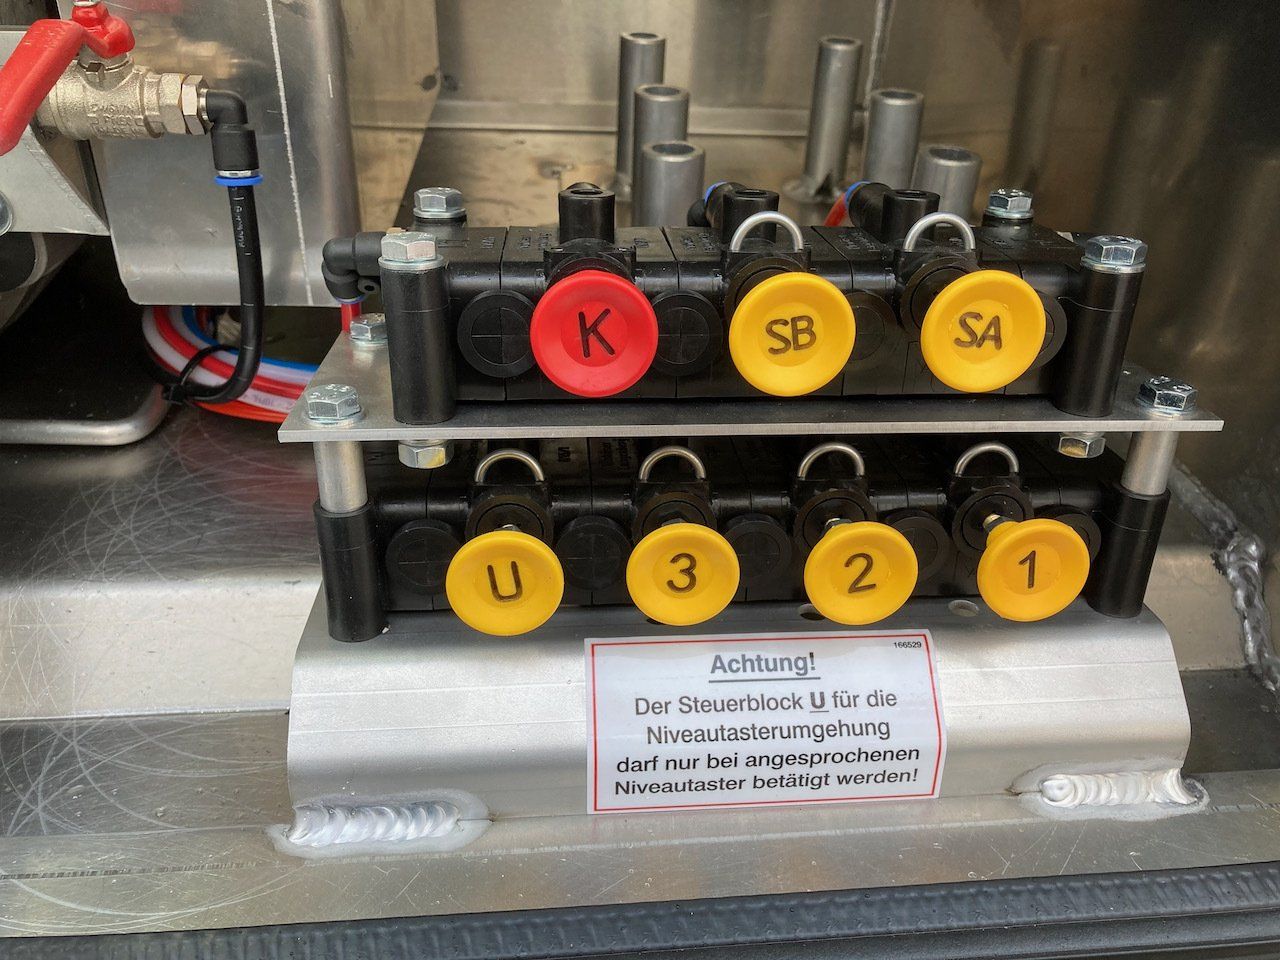 K
SB
SA
U
3
2
1
166529
Achtung!
Der Steuerblock U für die
Niveautasterumgehung
darf nur bei angesprochenen
Niveautaster betätigt werden!